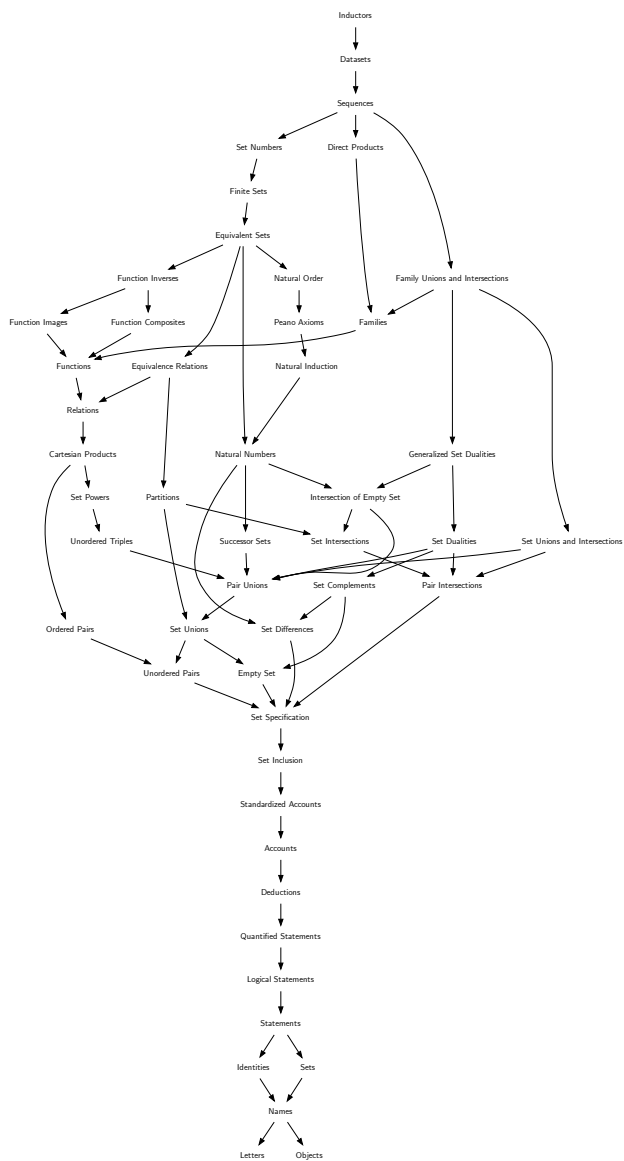 Inductors
Datasets
Sequences
Set Numbers
Direct Products
Finite Sets
Equivalent Sets
Function Inverses
Natural Order
Family Unions and Intersections
Function Images
Function Composites
Peano Axioms
Families
Functions
Equivalence Relations
Natural Induction
Relations
Cartesian Products
Natural Numbers
Generalized Set Dualities
Set Powers
Partitions
Intersection of Empty Set
Unordered Triples
Successor Sets
Set Intersections
Set Dualities
Set Unions and Intersections
Pair Unions
Set Complements
Pair Intersections
Ordered Pairs
Set Unions
Set Differences
Unordered Pairs
Empty Set
Set Specification
Set Inclusion
Standardized Accounts
Accounts
Deductions
Quantified Statements
Logical Statements
Statements
Identities
Sets
Names
Letters
Objects